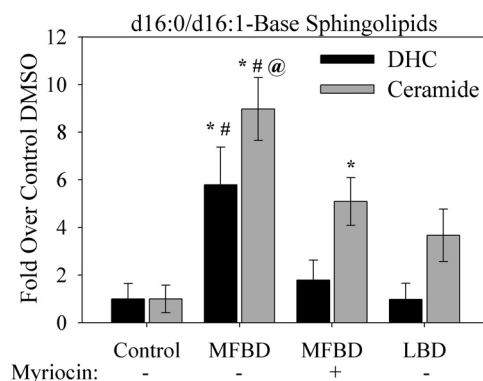 d16:0/d16:1-Base Sphingolipids
Fold Over Control DMSO
12
10
8
6
4
2
0
DHC
Ceramide
* #
* # @
*
Control MFBD MFBD LBD
Myriocin: - - + -